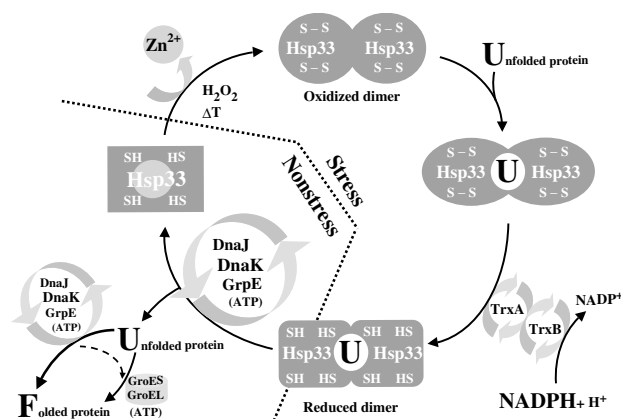 Zn2+
H2O2
ΔT
S – S S – S
Hsp33 Hsp33
S – S S – S
Oxidized dimer
Unfolded protein
S – S S – S
Hsp33 U Hsp33
S – S S – S
SH HS
Hsp33
SH HS
Stress
Nonstress
DnaJ
DnaK
GrpE
(ATP)
DnaJ
DnaK
GrpE
(ATP)
Unfolded protein
GroES
GroEL
(ATP)
Folded protein
SH HS SH HS
Hsp33 U Hsp33
SH HS SH HS
Reduced dimer
TrxA
TrxB
NADP+
NADPH+ H+